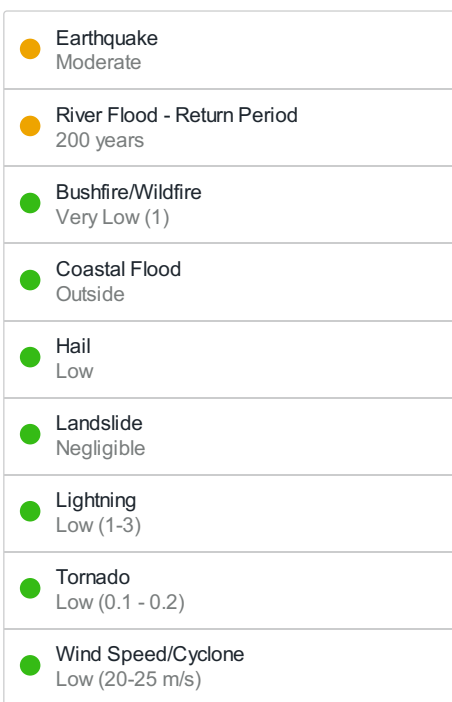 Earthquake
Moderate
River Flood - Return Period
200 years
Bushfire/Wildfire
Very Low (1)
Coastal Flood
Outside
Hail
Low
Landslide
Negligible
Lightning
Low (1-3)
Tornado
Low (0.1 - 0.2)
Wind Speed/Cyclone
Low (20-25 m/s)